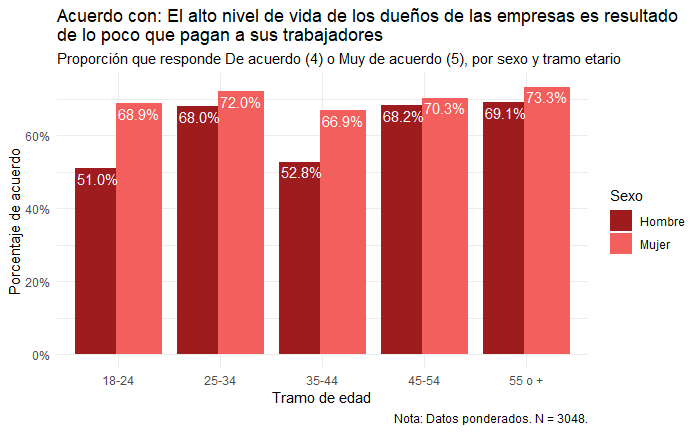 Acuerdo con: El alto nivel de vida de los dueños de las empresas es resultado
de lo poco que pagan a sus trabajadores
Proporción que responde De acuerdo (4) o Muy de acuerdo (5), por sexo y tramo etario
Porcentaje de acuerdo
60%
40%
20%
0%
51.0%
68.9%
68.0%
72.0%
52.8%
66.9%
68.2%
70.3%
69.1%
73.3%
18-24
25-34
35-44
45-54
55 o +
Tramo de edad
Sexo
Hombre
Mujer
Nota: Datos ponderados. N = 3048.